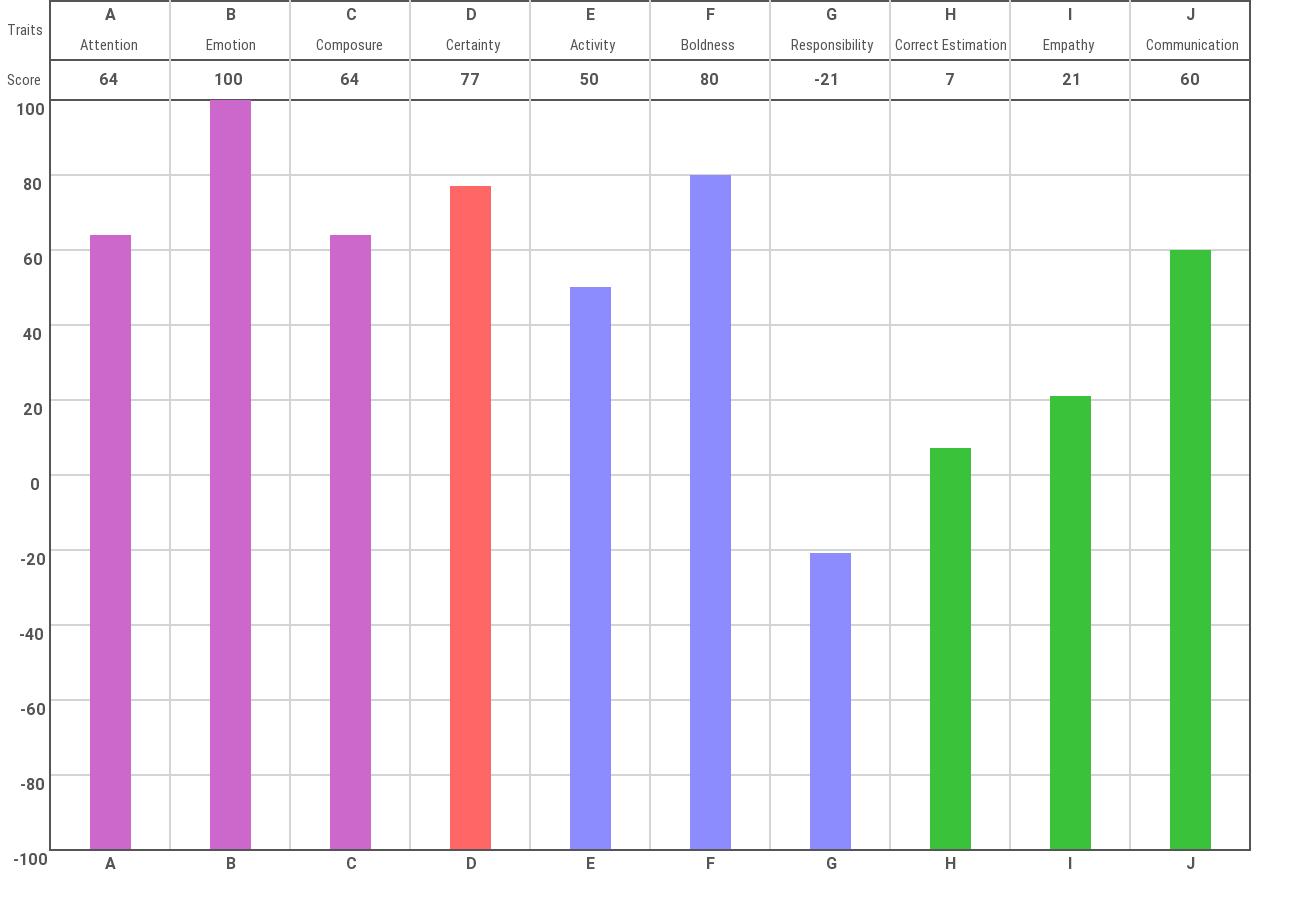 A B C D E F G H I J
Traits
Attention Emotion Composure Certainty Activity Boldness Responsibility Correct Estimation Empathy Communication
Score 64 100 64 77 50 80 -21 7 21 60
100
80
60
40
20
0
-20
-40
-60
-80
-100
A B C D E F G H I J